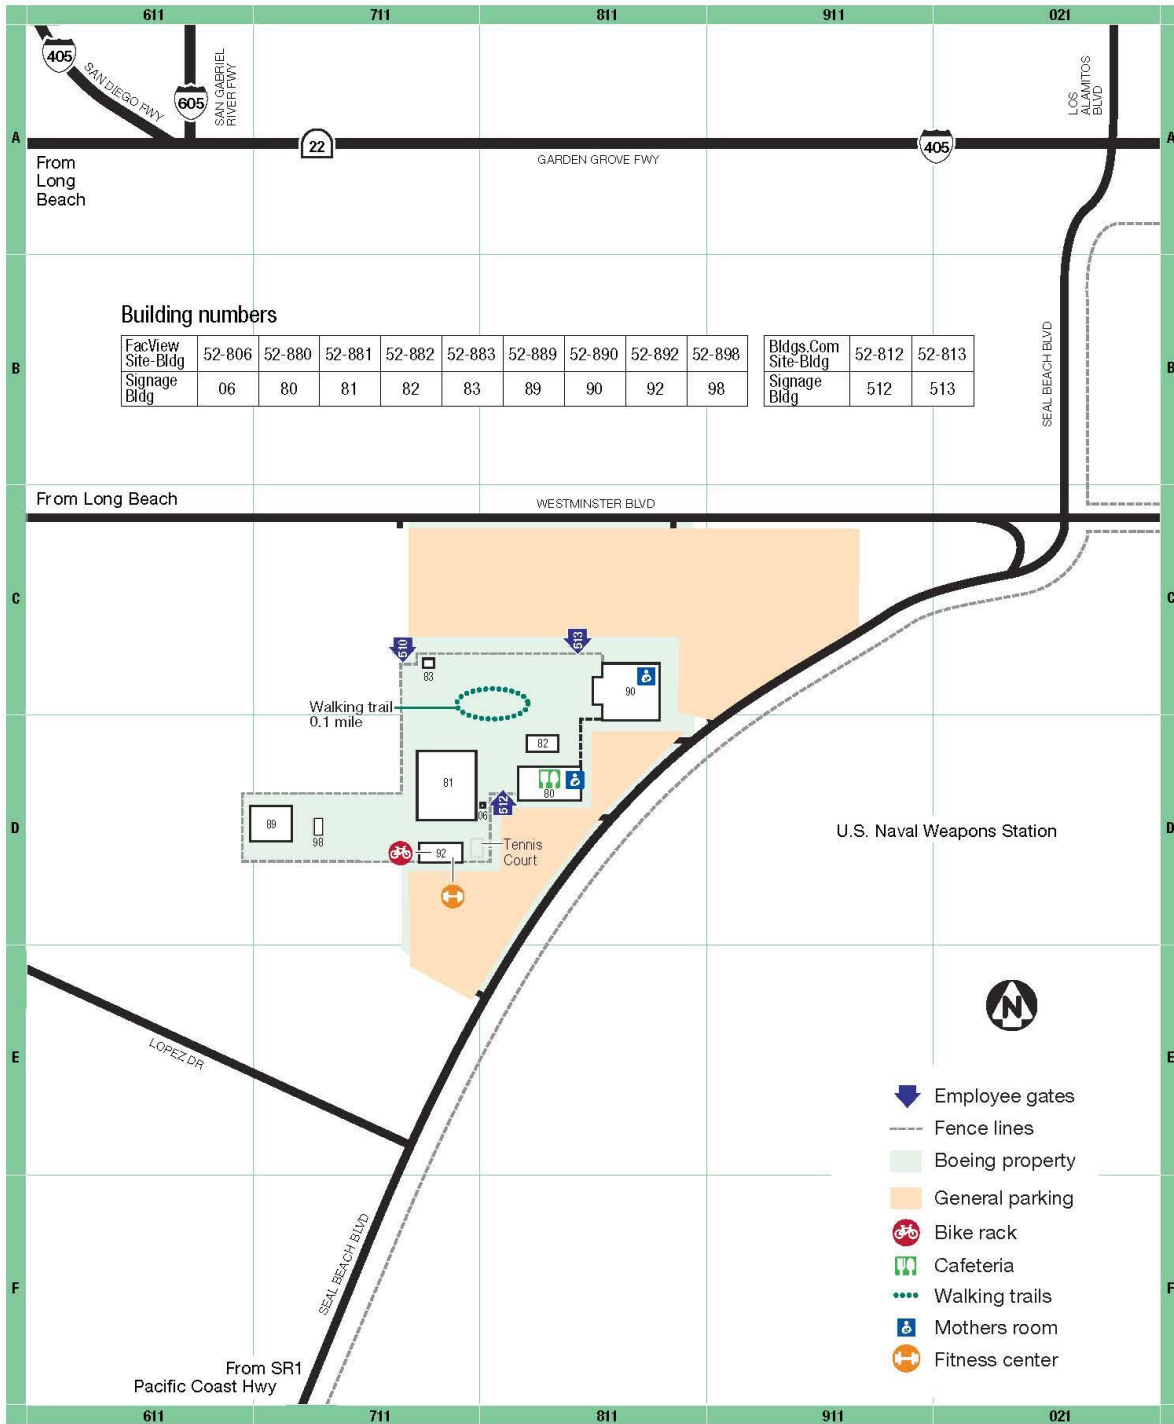 611 711 811 911 021
405
SAN DIEGO FWY
605
SAN GABRIEL
RIVER FWY
LOS
ALAMITOS
BLVD
A A
22
GARDEN GROVE FWY
405
From
Long
Beach
Building numbers
FacView
Site-Bldg 52-806 52-880 52-881 52-882 52-883 52-889 52-890 52-892 52-898
Signage
Bldg 06 80 81 82 83 89 90 92 98
Bldgs.Com
Site-Bldg 52-812 52-813
Signage
Bldg 512 513
B B
SEAL BEACH BLVD
From Long Beach
WESTMINSTER BLVD
C C
510
513
83
90
Walking trail
0.1 mile
82
81
80
512
06
89
98
D D
92
Tennis
Court
U.S. Naval Weapons Station
N
LOPEZ DR
E E
Employee gates
Fence lines
Boeing property
General parking
Bike rack
Cafeteria
Walking trails
Mothers room
Fitness center
SEAL BEACH BLVD
F F
From SR1
Pacific Coast Hwy
611 711 811 911 021